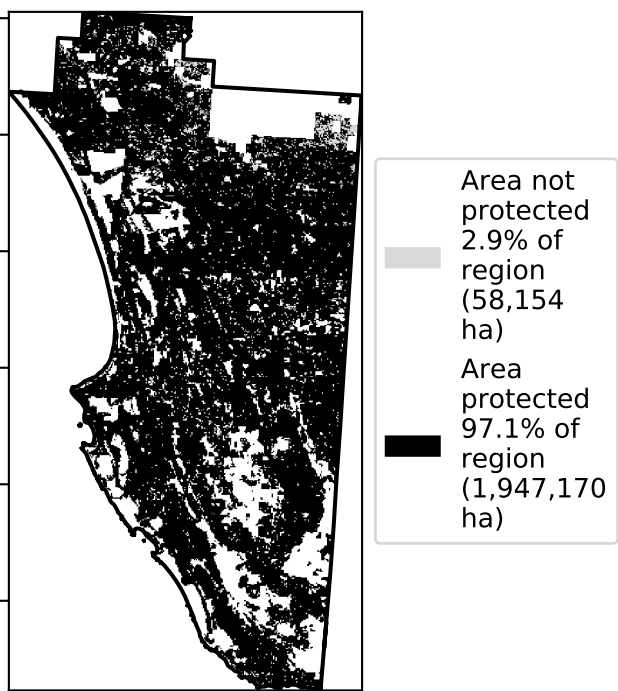 Area not
protected
2.9% of
region
(58,154
ha)
Area
protected
97.1% of
region
(1,947,170
ha)